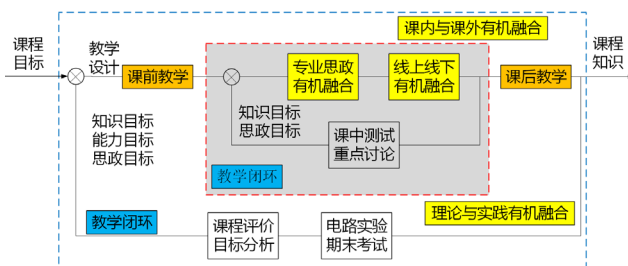 课内与课外有机融合
课程
目标
教学
设计
课前教学
专业思政
有机融合
线上线下
有机融合
课后教学
课程
知识
知识目标
能力目标
思政目标
知识目标
思政目标
课中测试
重点讨论
教学闭环
教学闭环
课程评价
目标分析
电路实验
期末考试
理论与实践有机融合